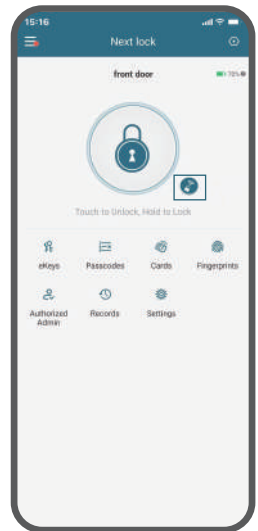 15:16
Next lock
front door
70%
Touch to Unlock, Hold to Lock
eKeys Passcodes Cards Fingerprints
Authorized Records Settings
Admin